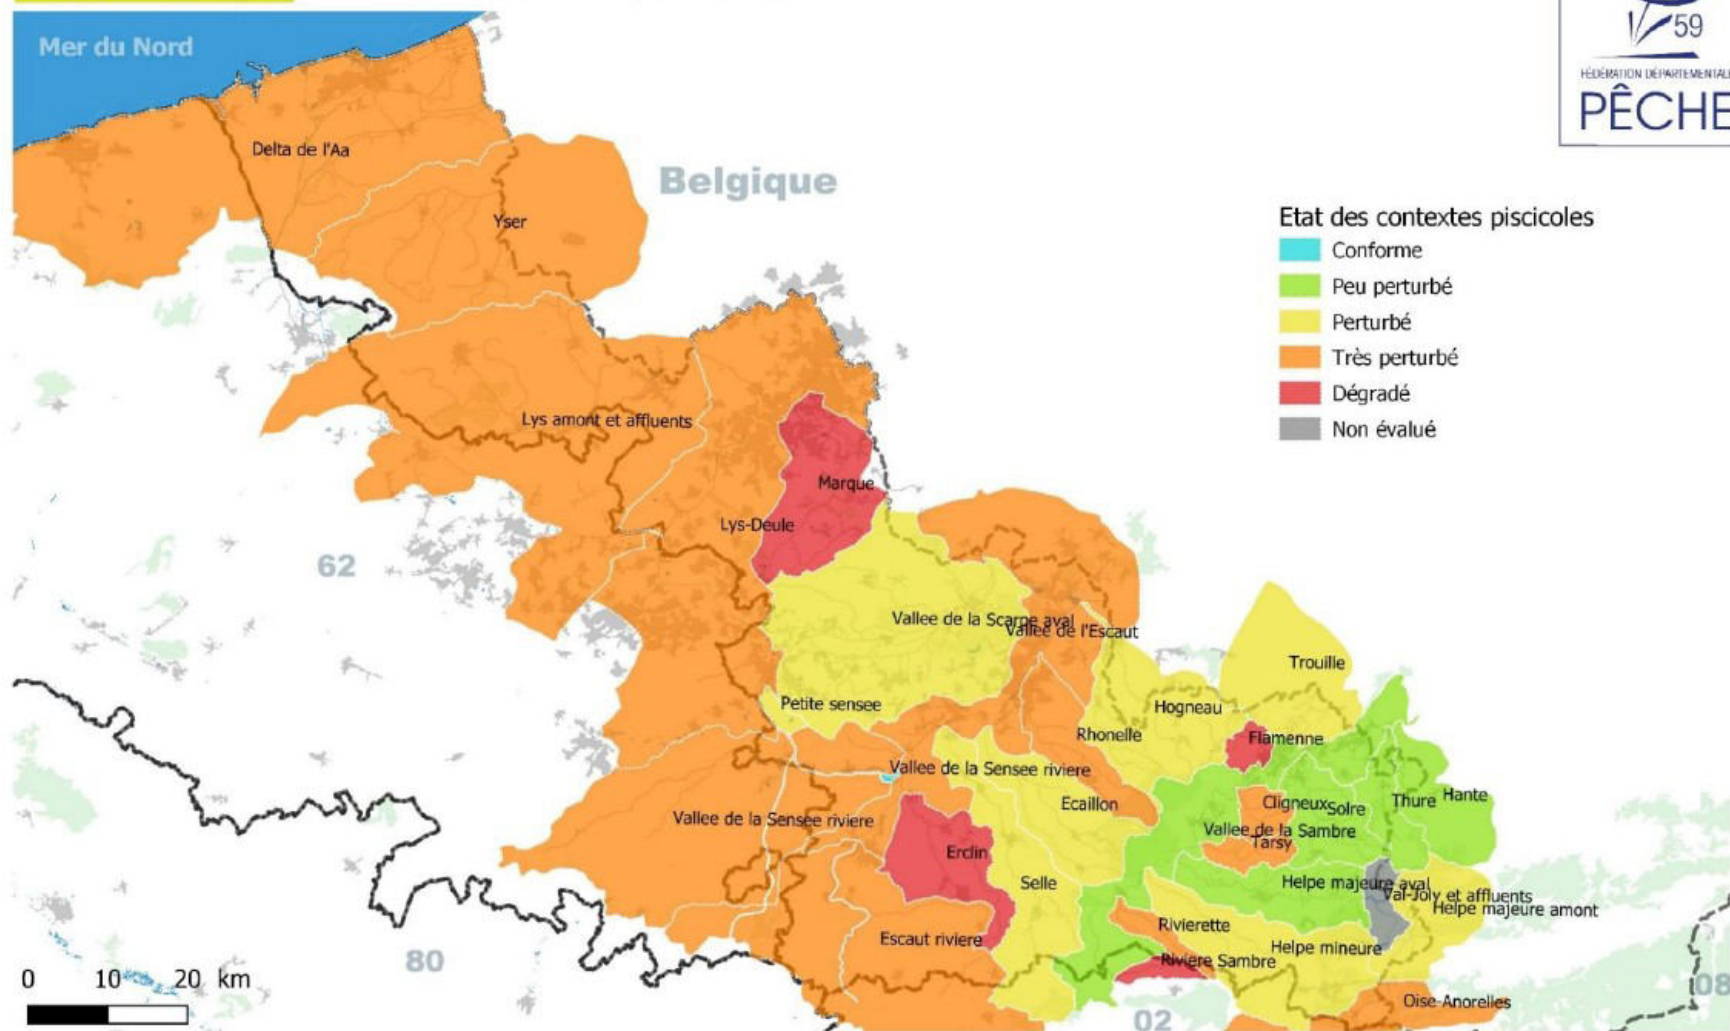 Mer du Nord
59
FÉDÉRATION DÉPARTEMENTALE
PÊCHE
Delta de l'Aa
Belgique
Yser
Etat des contextes piscicoles
Conforme
Peu perturbé
Perturbé
Très perturbé
Dégradé
Non évalué
Lys amont et affluents
Marque
Lys-Deule
62
Vallee de la Scarpe aval
Vallee de l'Escaut
Trouille
Petite sensee
Hogneau
Rhonelle
Flamenne
Vallee de la Sensee riviere
Ecaillon
Cligneux
Solre
Thure
Hante
Vallee de la Sensee riviere
Vallee de la Sambre
Tarsy
Erclin
Selle
Helpe majeure aval
Val-Joly et affluents
Helpe majeure amont
Rivierette
Escaut riviere
Helpe mineure
Riviere Sambre
80
0 10 20 km
08
Oise-Anorelles
02